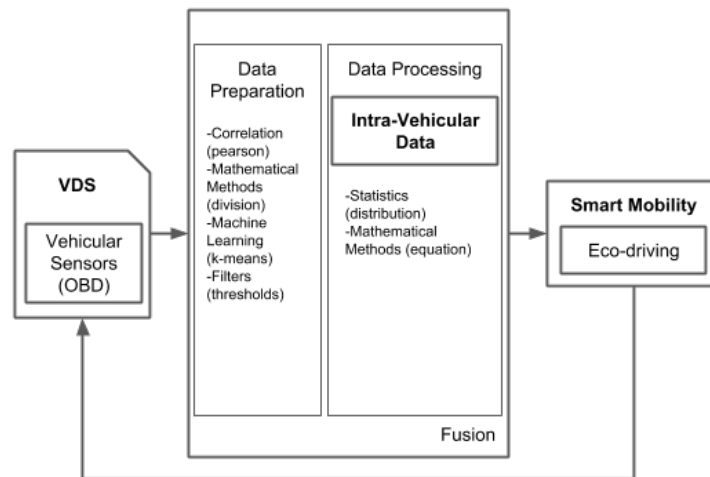 VDS
Vehicular
Sensors
(OBD)
Data
Preparation
-Correlation
(pearson)
-Mathematical
Methods
(division)
-Machine
Learning
(k-means)
-Filters
(thresholds)
Data Processing
Intra-Vehicular
Data
-Statistics
(distribution)
-Mathematical
Methods (equation)
Fusion
Smart Mobility
Eco-driving